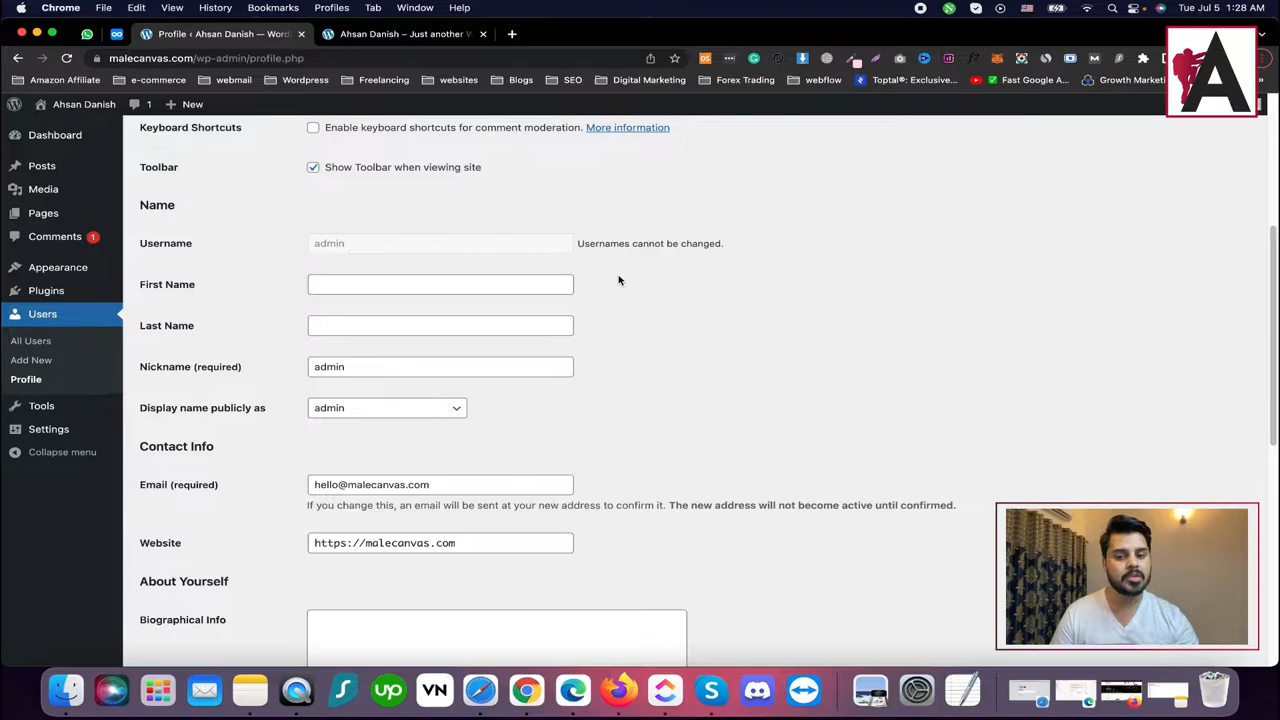 Chrome File Edit View History Bookmarks Profiles Tab Window Help Tue Jul 5 1:28 AM
Profile ‹ Ahsan Danish — Word
Ahsan Danish – Just another W
malecanvas.com/wp-admin/profile.php
Amazon Affiliate e-commerce webmail Wordpress Freelancing websites Blogs SEO Digital Marketing Forex Trading webflow Toptal®: Exclusive... Fast Google A... Growth Market
A
Ahsan Danish 1 New
Dashboard
Posts
Media
Pages
Comments 1
Appearance
Plugins
Users
All Users
Add New
Profile
Tools
Settings
Collapse menu
Keyboard Shortcuts Enable keyboard shortcuts for comment moderation. More information
Toolbar Show Toolbar when viewing site
Name
Username admin Usernames cannot be changed.
First Name
Last Name
Nickname (required) admin
Display name publicly as admin
Contact Info
Email (required) hello@malecanvas.com
If you change this, an email will be sent at your new address to confirm it. The new address will not become active until confirmed.
Website https://malecanvas.com
About Yourself
Biographical Info
up VN